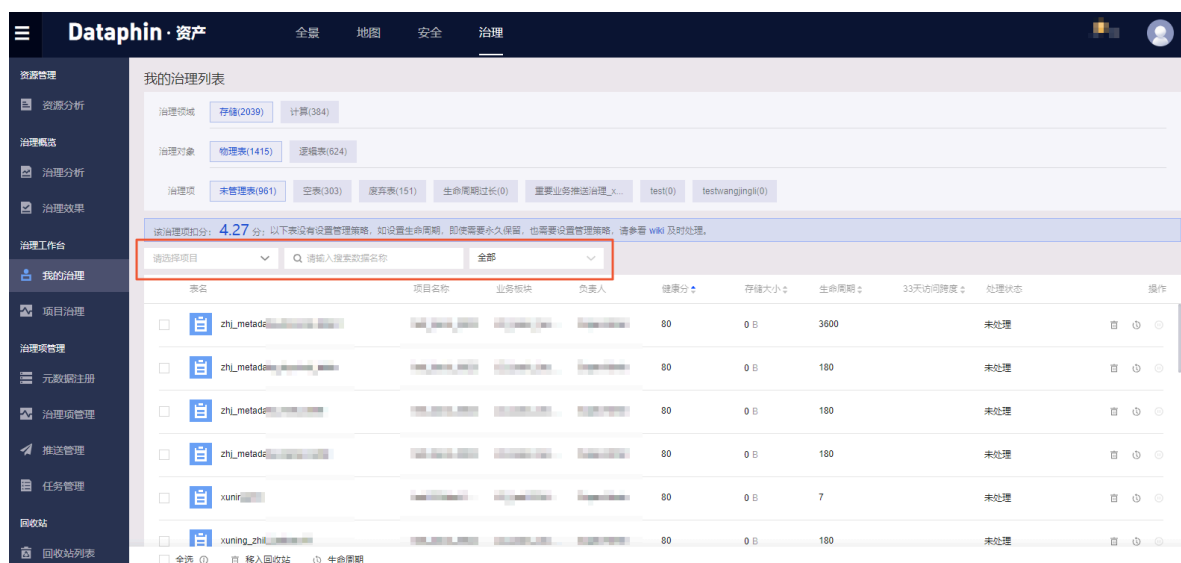 Dataphin · 资产 全景 地图 安全 治理
资源管理
资源分析
治理概览
治理分析
治理效果
治理工作台
我的治理
项目治理
治理项管理
元数据注册
治理项管理
推送管理
任务管理
回收站
回收站列表
我的治理列表
治理领域 存储(2039) 计算(384)
治理对象 物理表(1415) 逻辑表(624)
治理项 未管理表(961) 空表(303) 废弃表(151) 生命周期过长(0) 重要业务推送治理_x... test(0) testwangjingli(0)
该治理项扣分: 4.27 分; 以下表没有设置管理策略, 如设置生命周期, 即使需要永久保留, 也需要设置管理策略, 请参看 wiki 及时处理。
请选择项目 请输入搜索数据名称 全部
表名 项目名称 业务板块 负责人 健康分 存储大小 生命周期 33天访问跨度 处理状态 操作
zhj_metada 80 0 B 3600 未处理
zhj_metada 80 0 B 180 未处理
zhj_metada 80 0 B 180 未处理
zhj_metada 80 0 B 180 未处理
xunin 80 0 B 7 未处理
xuning_zhili 80 0 B 180 未处理
全选 移入回收站 生命周期